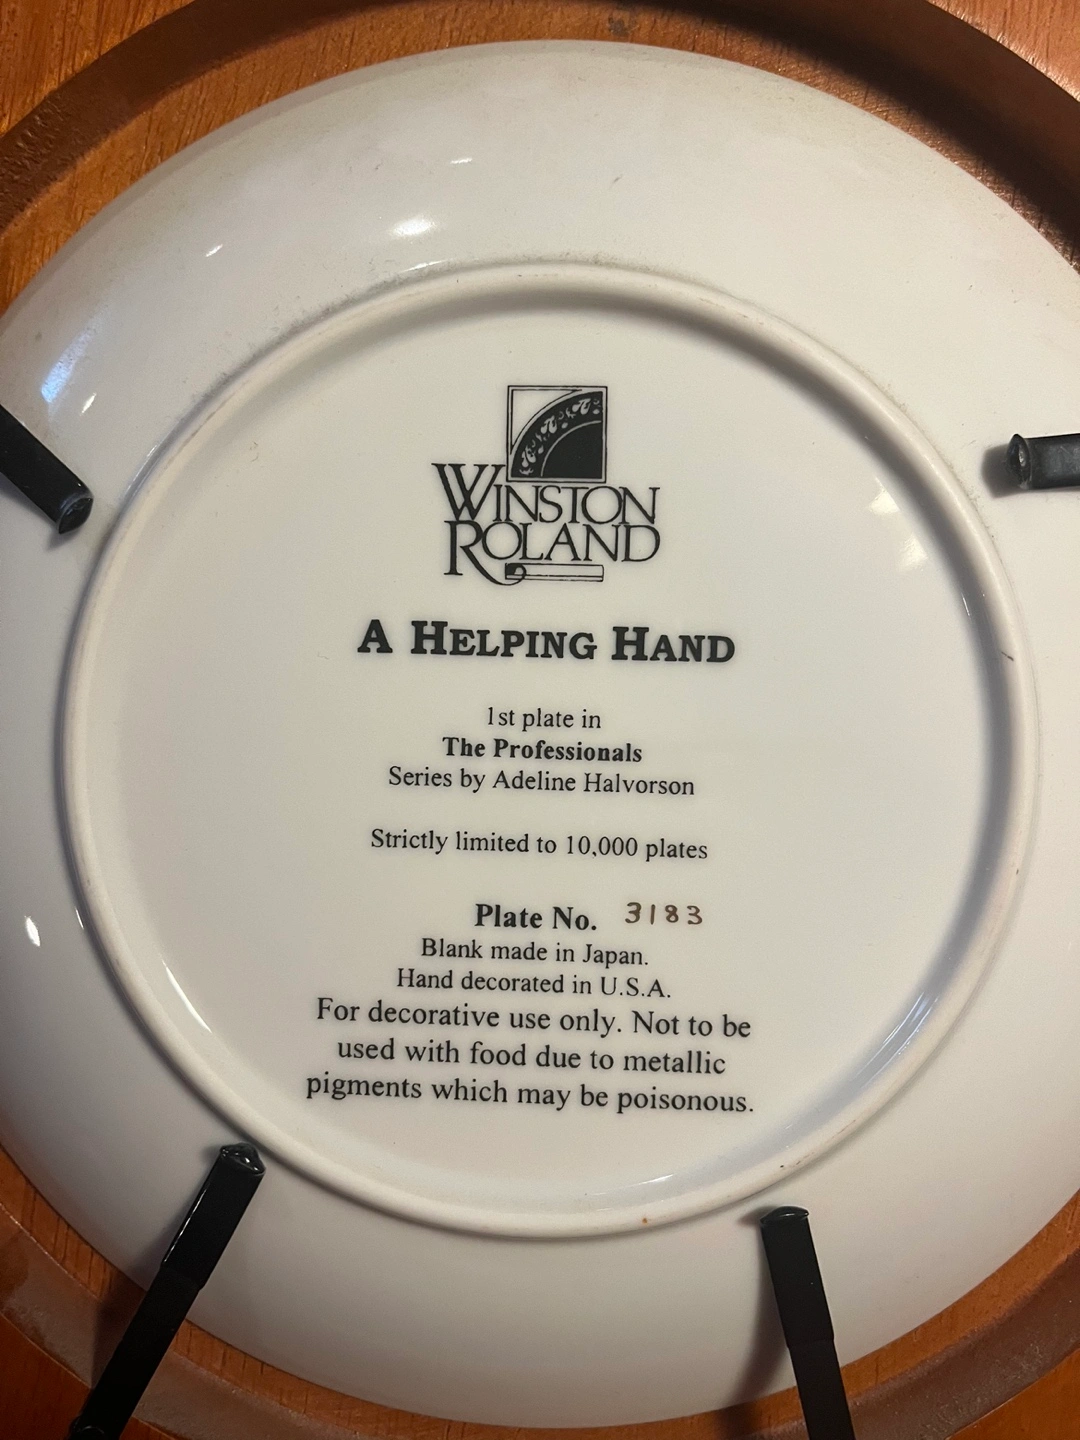 WINSTON
ROLAND
A HELPING HAND
1st plate in
The Professionals
Series by Adeline Halvorson
Strictly limited to 10,000 plates
Plate No. 3183
Blank made in Japan.
Hand decorated in U.S.A.
For decorative use only. Not to be
used with food due to metallic
pigments which may be poisonous.